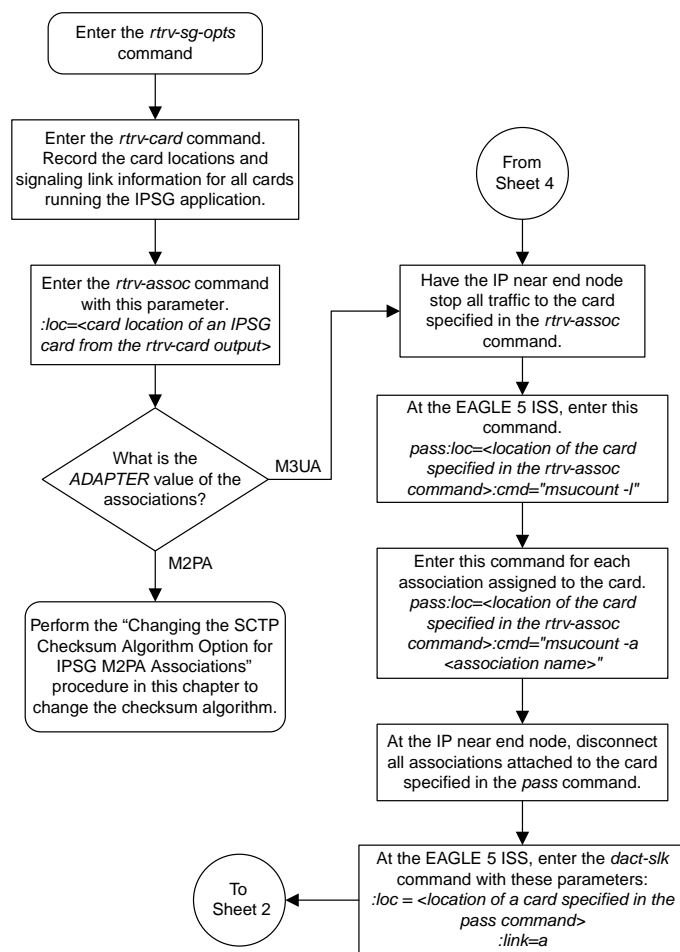 Enter the rtrv-sg-opts
command
Enter the rtrv-card command.
Record the card locations and
signaling link information for all cards
running the IPSG application.
Enter the rtrv-assoc command
with this parameter.
:loc=<card location of an IPSG
card from the rtrv-card output>
What is the
ADAPTER value of the
associations?
M3UA
M2PA
Perform the “Changing the SCTP
Checksum Algorithm Option for
IPSG M2PA Associations”
procedure in this chapter to
change the checksum algorithm.
From
Sheet 4
Have the IP near end node
stop all traffic to the card
specified in the rtrv-assoc
command.
At the EAGLE 5 ISS, enter this
command.
pass:loc=<location of the card
specified in the rtrv-assoc
command>:cmd="msucount -l"
Enter this command for each
association assigned to the card.
pass:loc=<location of the card
specified in the rtrv-assoc
command>:cmd="msucount -a
<association name>"
At the IP near end node, disconnect
all associations attached to the card
specified in the pass command.
At the EAGLE 5 ISS, enter the dact-slk
command with these parameters:
:loc = <location of a card specified in the
pass command>
:link=a
To
Sheet 2